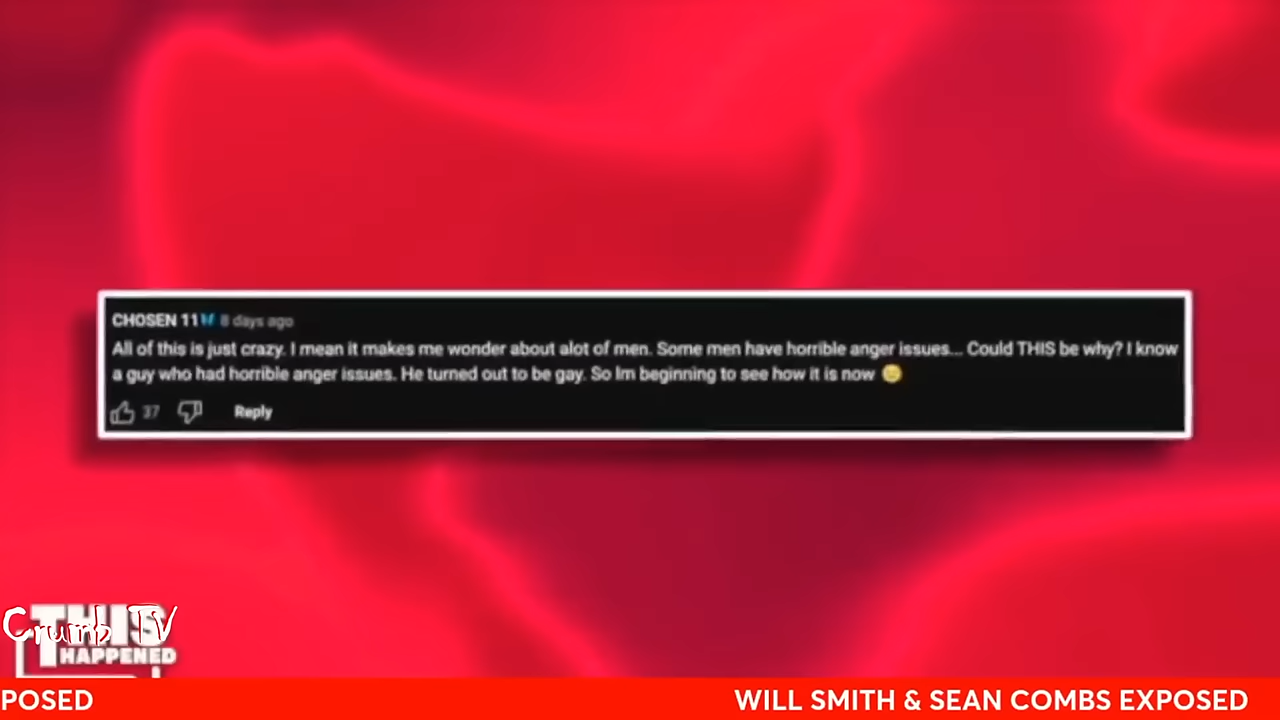 CHOSEN 11 8 days ago
All of this is just crazy. I mean it makes me wonder about alot of men. Some men have horrible anger issues... Could THIS be why? I know
a guy who had horrible anger issues. He turned out to be gay. So Im beginning to see how it is now 😑
37 Reply
Crump TV
THIS
HAPPENED
POSED WILL SMITH & SEAN COMBS EXPOSED